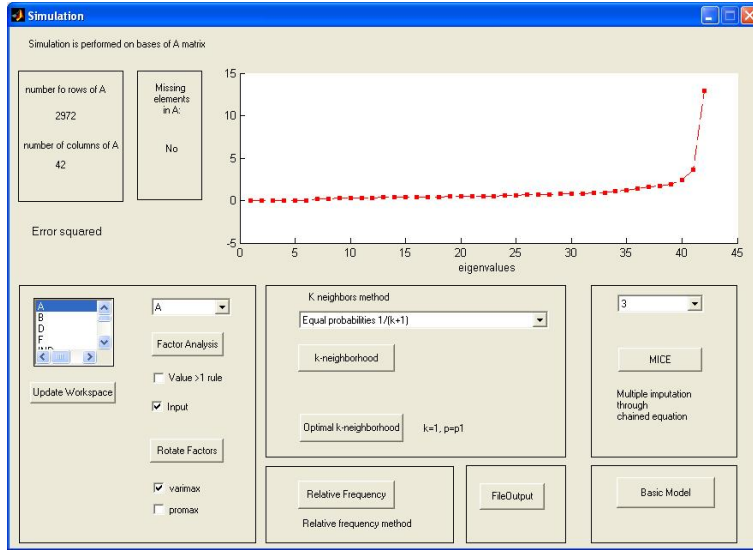 Simulation
Simulation is performed on bases of A matrix
number fo rows of A
2972
number of columns of A
42
Missing
elements
in A:
No
Error squared
15
10
5
0
-5
0 5 10 15 20 25 30 35 40 45
eigenvalues
A
B
D
F
A
Factor Analysis
Value >1 rule
Input
Update Workspace
Rotate Factors
varimax
promax
K neighbors method
Equal probabilities 1/(k+1)
k-neighborhood
Optimal k-neighborhood
k=1, p=p1
3
MICE
Multiple imputation
through
chained equation
Relative Frequency
Relative frequency method
FileOutput
Basic Model